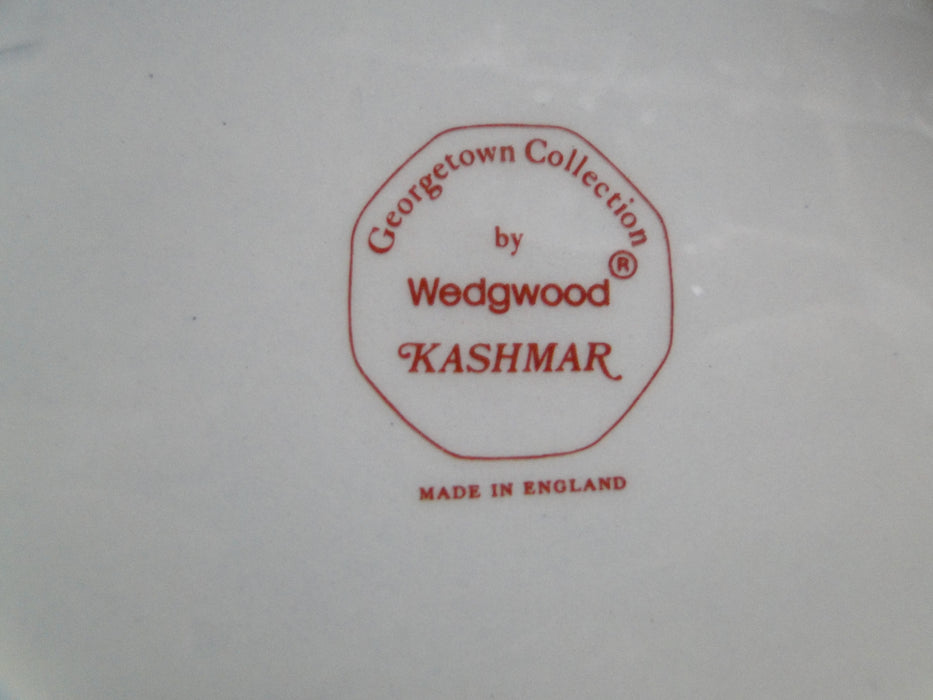 Georgetown Collection
by
Wedgwood®
KASHMAR
MADE IN ENGLAND